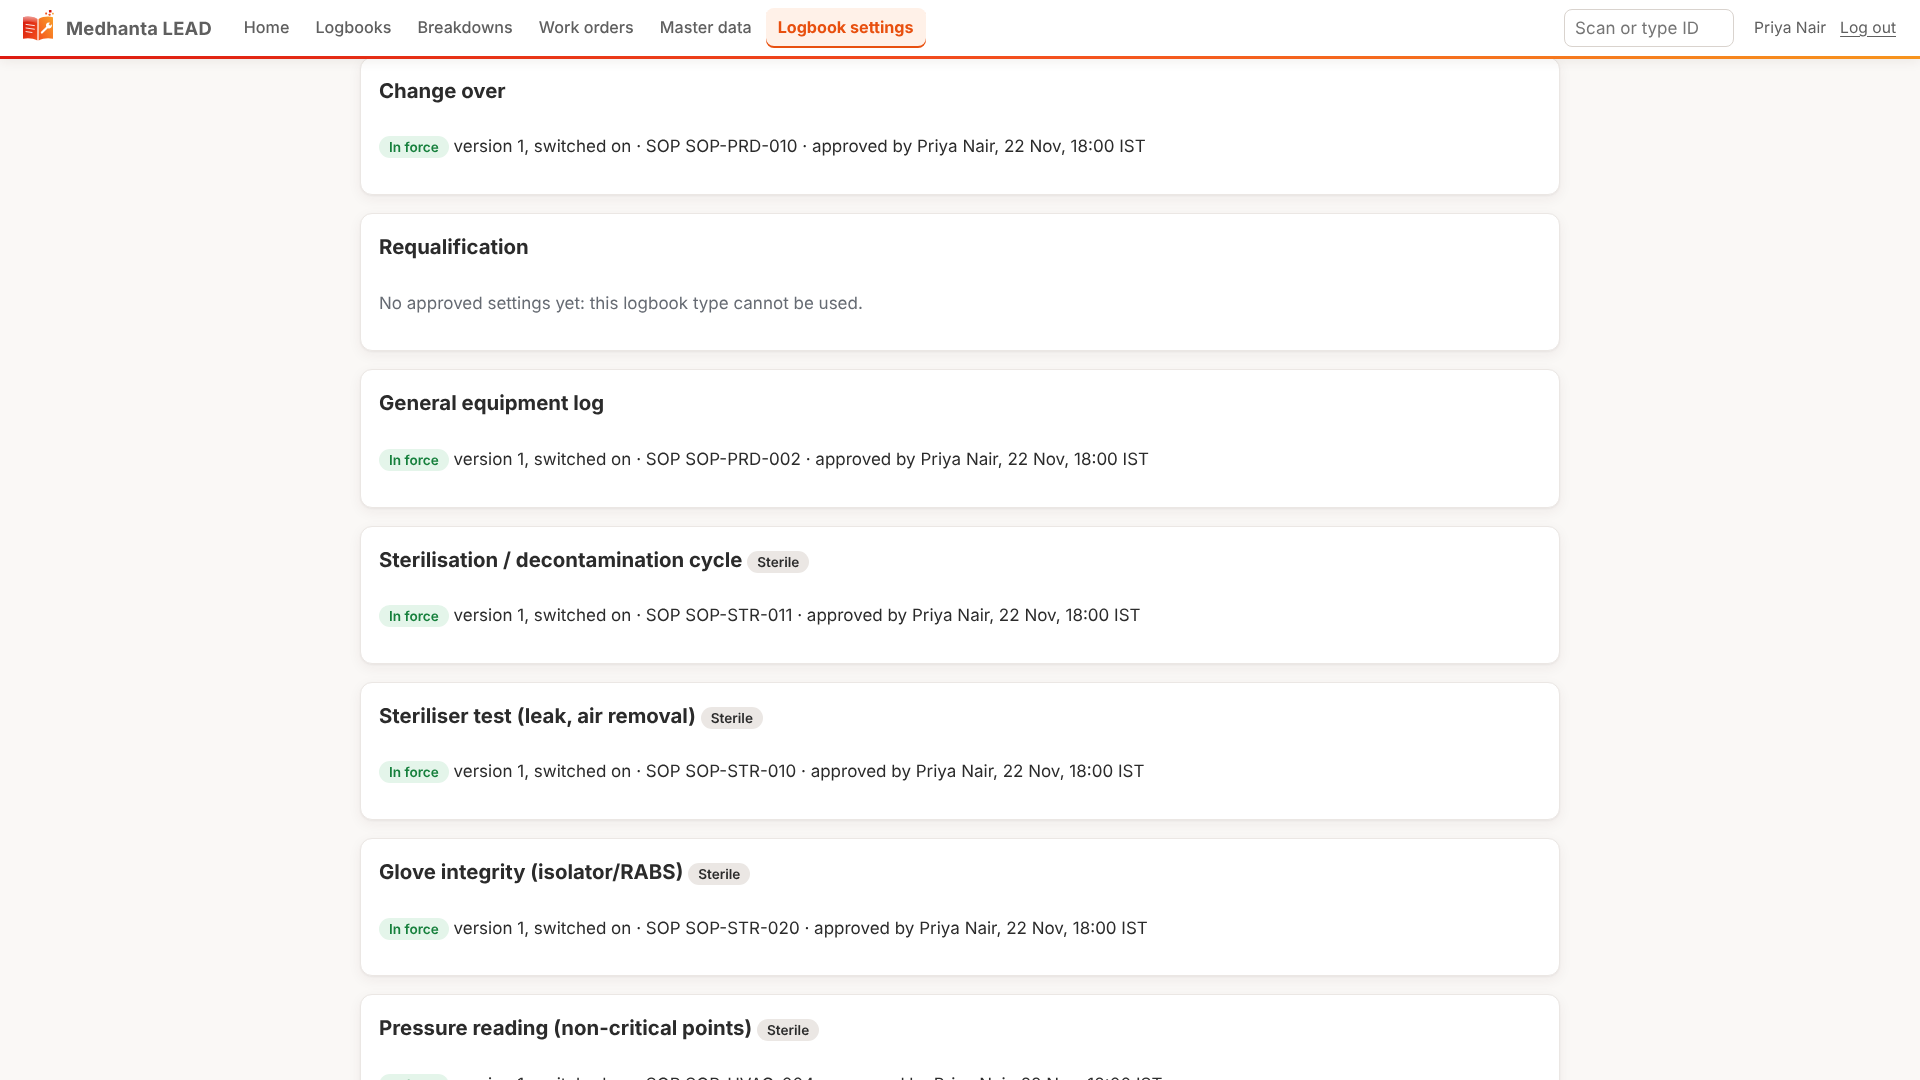 Medhanta LEAD
Home
Logbooks
Breakdowns
Work orders
Master data
Logbook settings
Scan or type ID
Priya Nair
Log out
Change over
In force version 1, switched on · SOP SOP-PRD-010 · approved by Priya Nair, 22 Nov, 18:00 IST
Requalification
No approved settings yet: this logbook type cannot be used.
General equipment log
In force version 1, switched on · SOP SOP-PRD-002 · approved by Priya Nair, 22 Nov, 18:00 IST
Sterilisation / decontamination cycle Sterile
In force version 1, switched on · SOP SOP-STR-011 · approved by Priya Nair, 22 Nov, 18:00 IST
Steriliser test (leak, air removal) Sterile
In force version 1, switched on · SOP SOP-STR-010 · approved by Priya Nair, 22 Nov, 18:00 IST
Glove integrity (isolator/RABS) Sterile
In force version 1, switched on · SOP SOP-STR-020 · approved by Priya Nair, 22 Nov, 18:00 IST
Pressure reading (non-critical points) Sterile